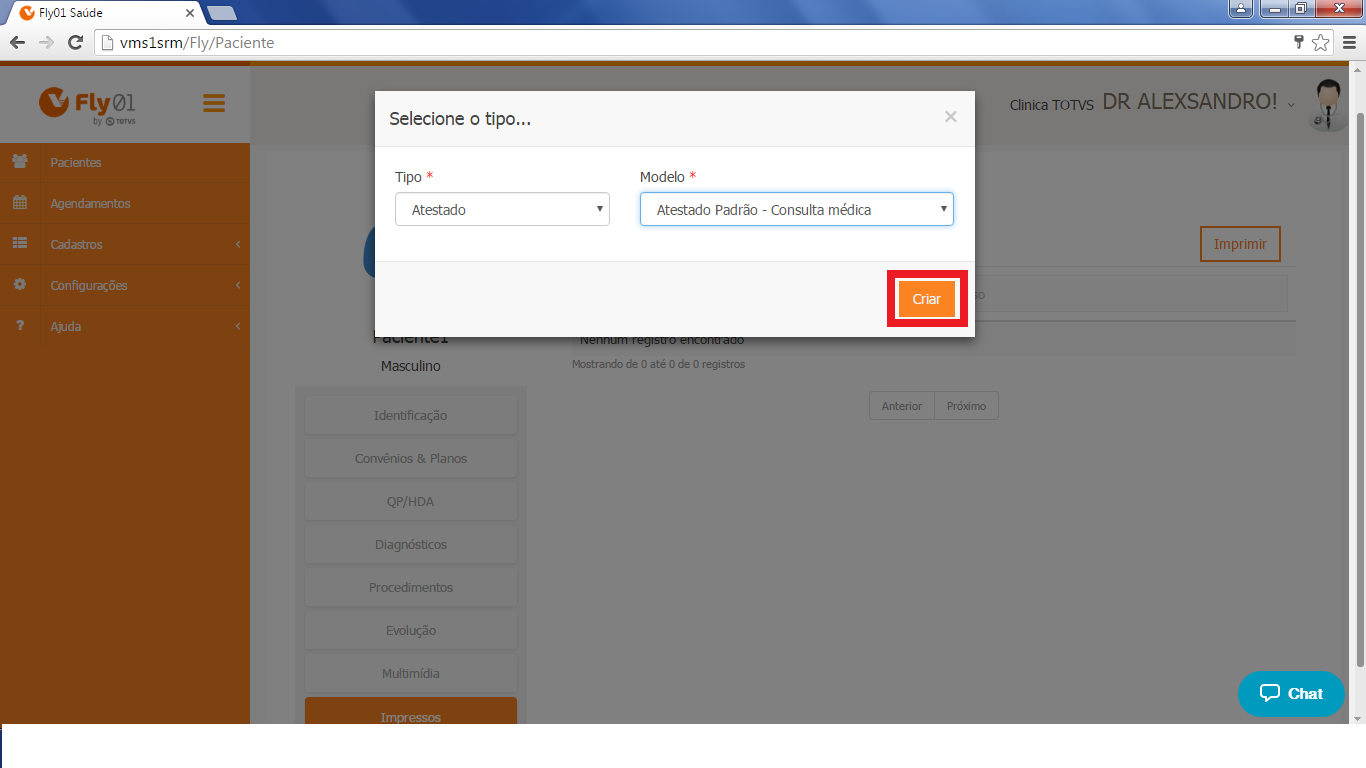 Fly01 Saúde
vms1srm/Fly/Paciente
Fly01
by TOTVS
Clinica TOTVS DR ALEXSANDRO!
Pacientes
Agendamentos
Cadastros
Configurações
? Ajuda
Selecione o tipo...
Tipo * Modelo *
Atestado Atestado Padrão - Consulta médica
Criar
Imprimir
Paciente1
Masculino
Nenhum registro encontrado
Mostrando de 0 até 0 de 0 registros
Anterior Próximo
Identificação
Convênios & Planos
QP/HDA
Diagnósticos
Procedimentos
Evolução
Multimídia
Impressos
Chat